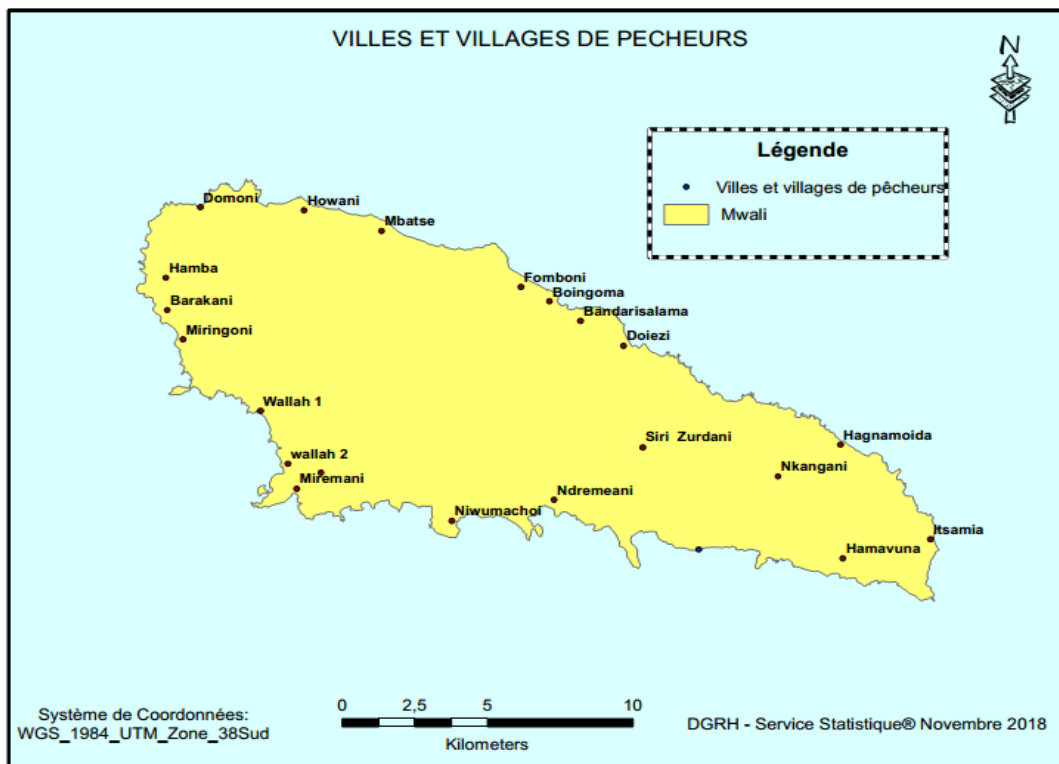 VILLES ET VILLAGES DE PECHEURS
N
Légende
Villes et villages de pêcheurs
Mwali
Domoni
Howani
Mbatse
Hamba
Fomboni
Boingoma
Barakani
Bandarisalama
Miringoni
Doiezi
Wallah 1
Siri Zurdani
Hagnamoida
wallah 2
Nkangani
Miremani
Ndremeani
Niwumachoi
Itsamia
Hamavuna
Système de Coordonnées:
WGS_1984_UTM_Zone_38Sud
0 2,5 5 10
Kilometers
DGRH - Service Statistique® Novembre 2018